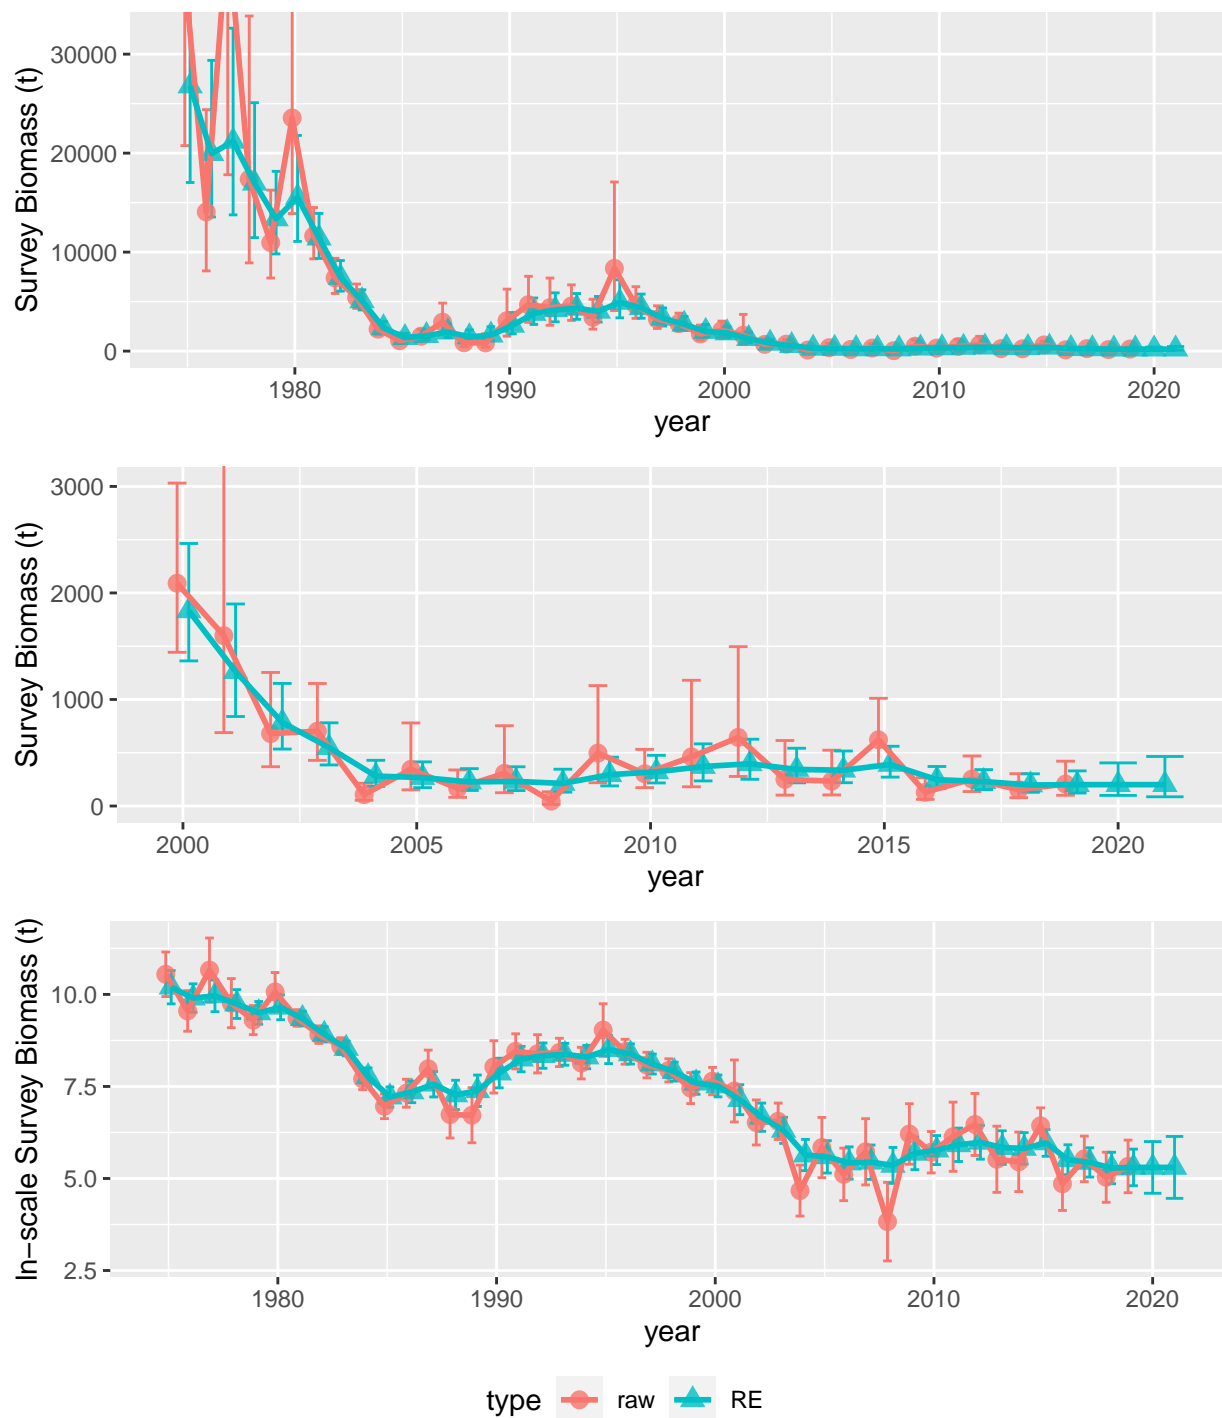 Survey Biomass (t)
30000
20000
10000
0
1980 1990 2000 2010 2020
year
Survey Biomass (t)
3000
2000
1000
0
2000 2005 2010 2015 2020
year
ln−scale Survey Biomass (t)
10.0
7.5
5.0
2.5
1980 1990 2000 2010 2020
year
type raw RE